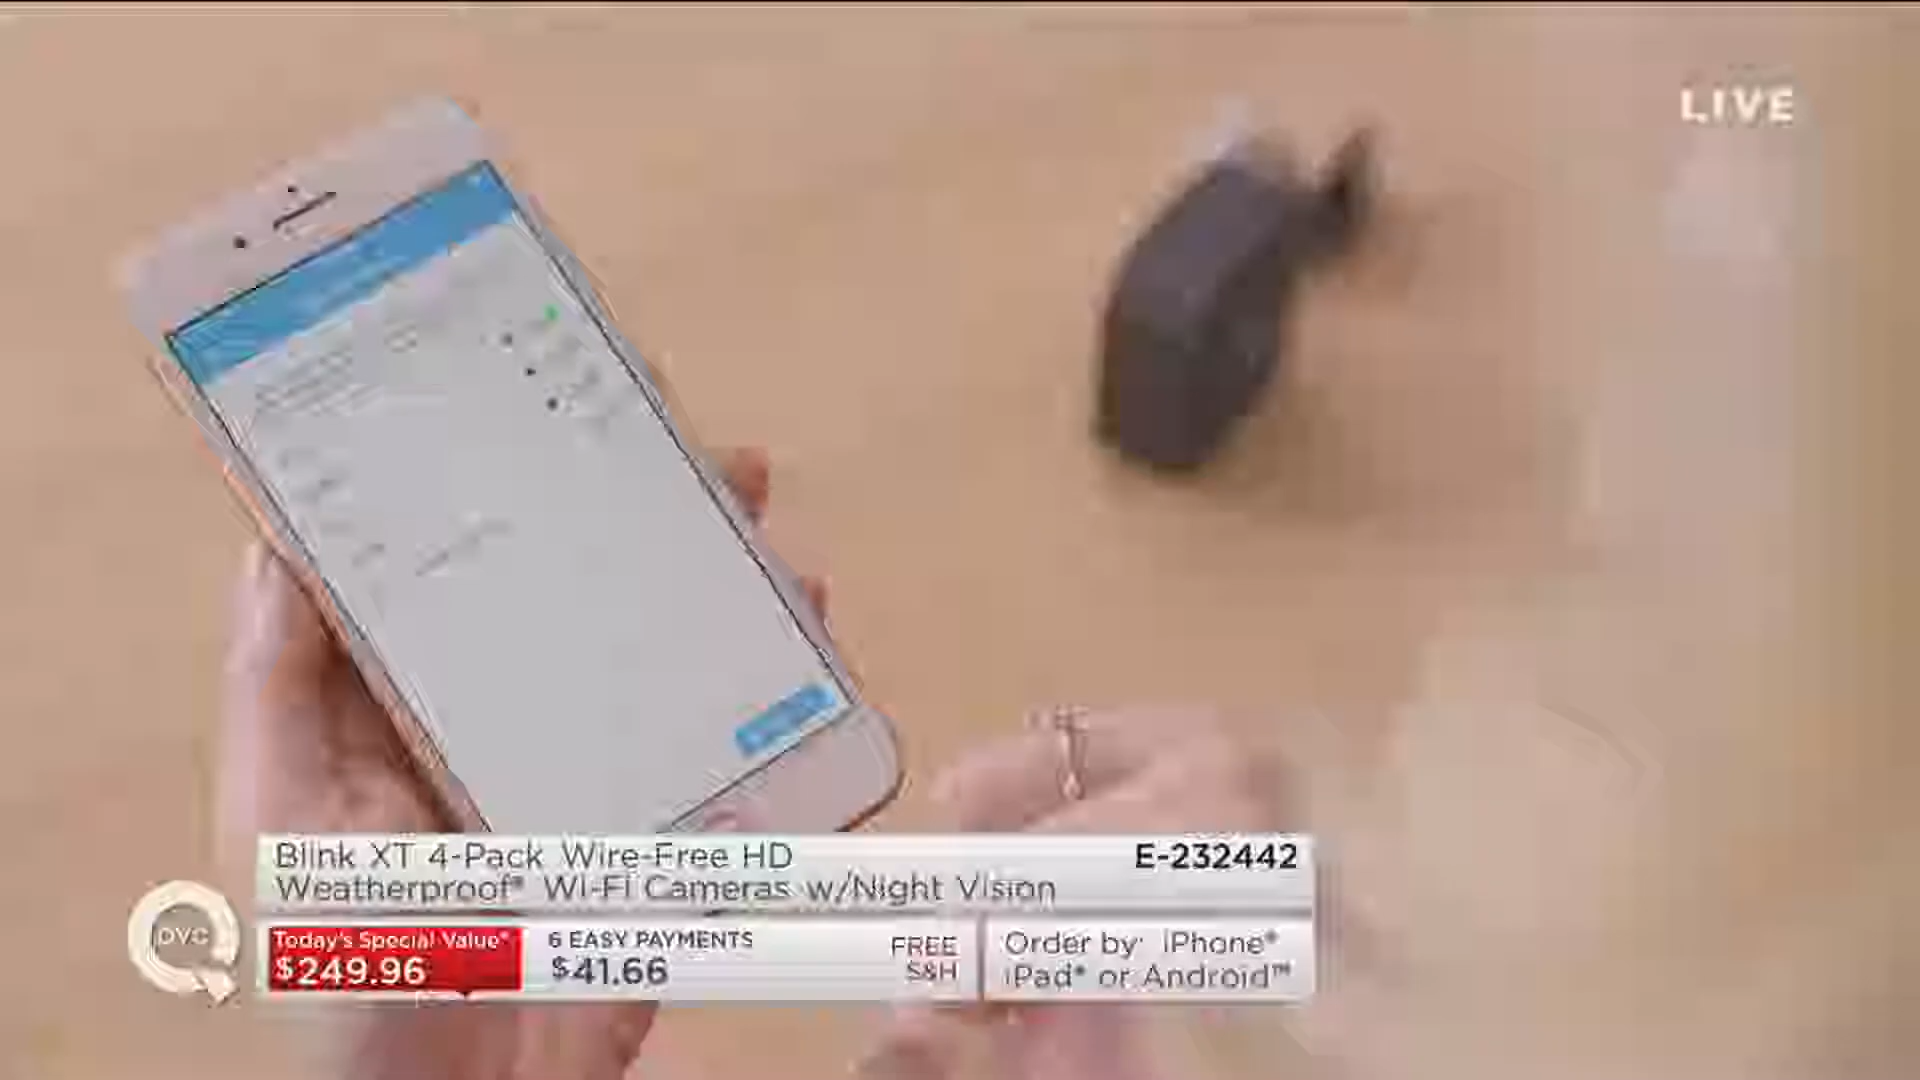 LIVE
Blink XT 4-Pack Wire-Free HD
Weatherproof® Wi-Fi Cameras w/Night Vision
E-232442
QVC
Today's Special Value®
$249.96
6 EASY PAYMENTS
$41.66
FREE
S&H
Order by: iPhone®
iPad® or Android™